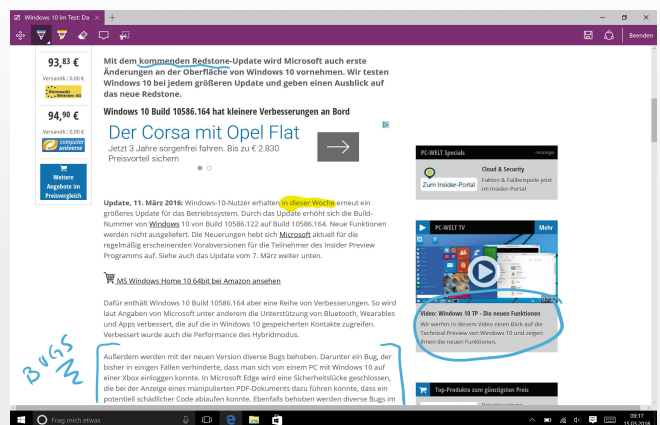 Windows 10 im Test: Da
Beenden
93,83 €
Versandk.: 0,00 €
94,90 €
Versandk.: 0,00 €
computer
universe
Weitere
Angebote im
Preisvergleich
Mit dem kommenden Redstone-Update wird Microsoft auch erste
Änderungen an der Oberfläche von Windows 10 vornehmen. Wir testen
Windows 10 bei jedem größeren Update und geben einen Ausblick auf
das neue Redstone.
Windows 10 Build 10586.164 hat kleinere Verbesserungen an Bord
Der Corsa mit Opel Flat
Jetzt 3 Jahre sorgenfrei fahren. Bis zu € 2.830
Preisvorteil sichern
Update, 11. März 2016: Windows-10-Nutzer erhalten in dieser Woche erneut ein
größeres Update für das Betriebssystem. Durch das Update erhöht sich die Build-
Nummer von Windows 10 von Build 10586.122 auf Build 10586.164. Neue Funktionen
werden nicht ausgeliefert. Die Neuerungen hebt sich Microsoft aktuell für die
regelmäßig erscheinenden Vorabversionen für die Teilnehmer des Insider Preview
Programms auf. Siehe auch das Update vom 7. März weiter unten.
MS Windows Home 10 64bit bei Amazon ansehen
Dafür enthält Windows 10 Build 10586.164 aber eine Reihe von Verbesserungen. So wird
laut Angaben von Microsoft unter anderem die Unterstützung von Bluetooth, Wearables
und Apps verbessert, die auf die in Windows 10 gespeicherten Kontakte zugreifen.
Verbessert wurde auch die Performance des Hybridmodus.
BUGS
Außerdem werden mit der neuen Version diverse Bugs behoben. Darunter ein Bug, der
bisher in einigen Fällen verhinderte, dass man sich von einem PC mit Windows 10 auf
einer Xbox einloggen konnte. In Microsoft Edge wird eine Sicherheitslücke geschlossen,
die bei der Anzeige eines manipulierten PDF-Dokuments dazu führen konnte, dass ein
potentiell schädlicher Code ablaufen konnte. Ebenfalls behoben werden diverse Bugs im
PC-WELT Specials
-Anzeige-
Cloud & Security
Fakten & Fallbeispiele jetzt
im Insider-Portal
Zum Insider-Portal
PC-WELT TV
Mehr
Video: Windows 10 TP - Die neuen Funktionen
Wir werfen in diesem Video einen Blick auf die
Technical Preview von Windows 10 und zeigen
Ihnen die neuen Funktionen.
Top-Produkte zum günstigsten Preis
Frag mich etwas
09:17
15.03.2016